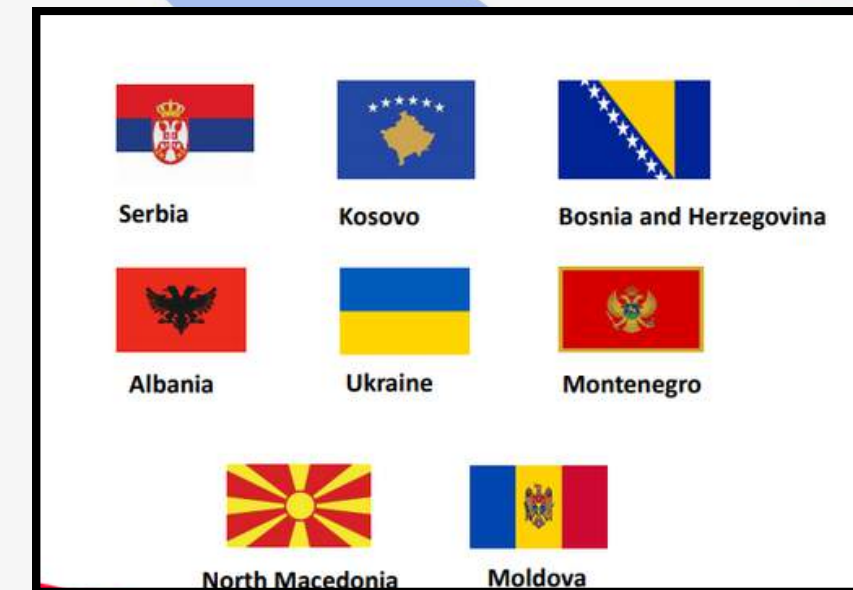 Serbia Kosovo Bosnia and Herzegovina
Albania Ukraine Montenegro
North Macedonia Moldova